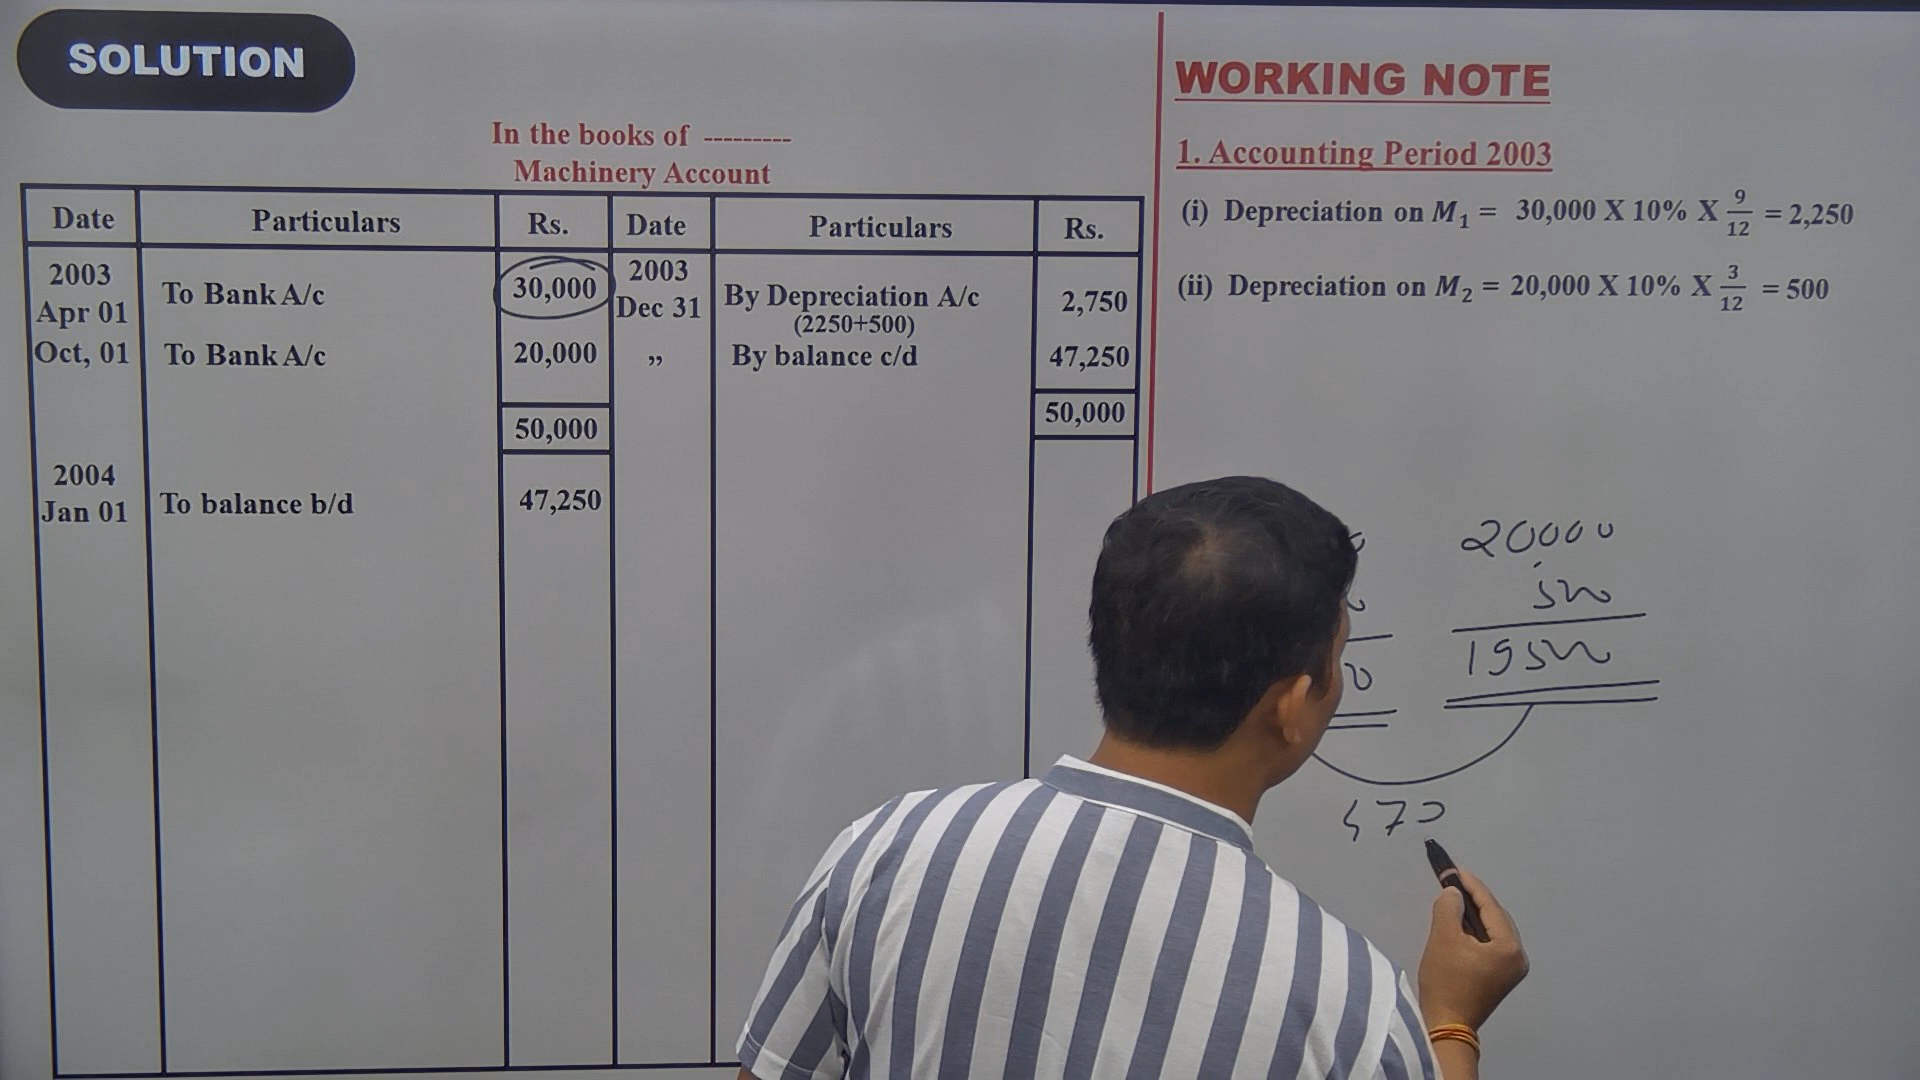 SOLUTION
In the books of ---------
Machinery Account
Date Particulars Rs. Date Particulars Rs.
2003 Apr 01 To Bank A/c 30,000 2003 Dec 31 By Depreciation A/c (2250+500) 2,750
Oct, 01 To Bank A/c 20,000 ,, By balance c/d 47,250
50,000 50,000
2004 Jan 01 To balance b/d 47,250
WORKING NOTE
1. Accounting Period 2003
(i) Depreciation on M₁ = 30,000 X 10% X 9/12 = 2,250
(ii) Depreciation on M₂ = 20,000 X 10% X 3/12 = 500
20000
500
19500